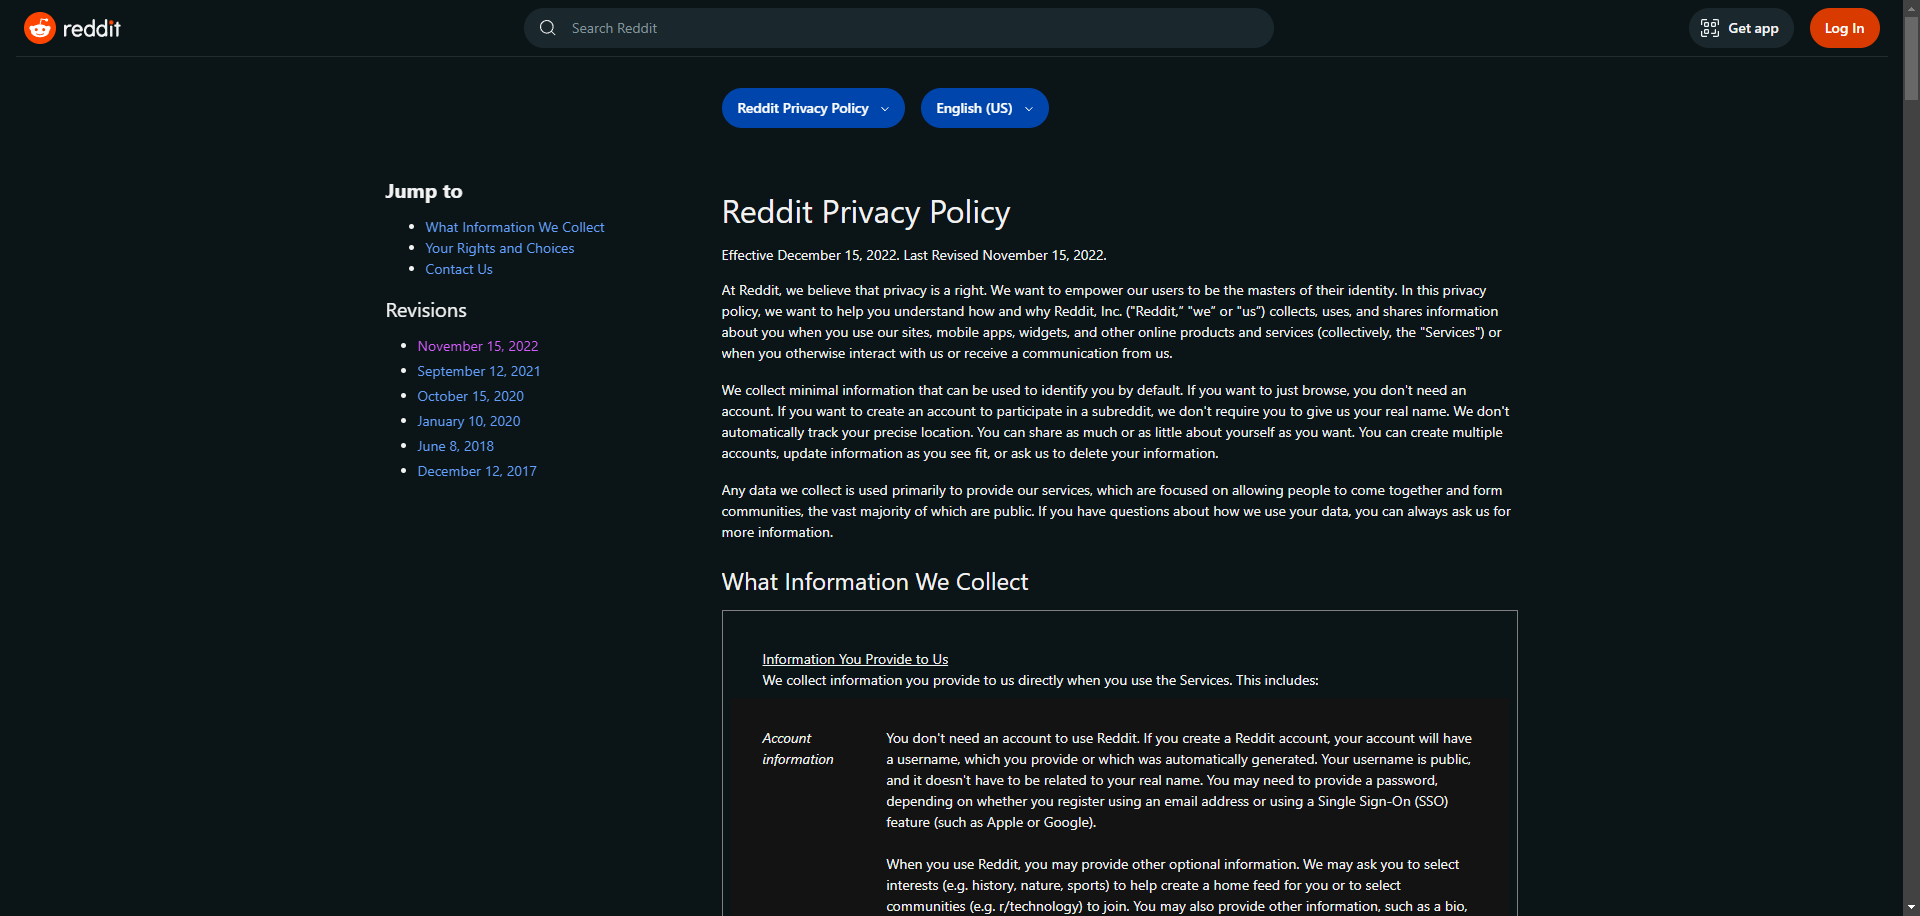 reddit
Search Reddit
Get app
Log In
Reddit Privacy Policy
English (US)
Jump to
What Information We Collect
Your Rights and Choices
Contact Us
Revisions
November 15, 2022
September 12, 2021
October 15, 2020
January 10, 2020
June 8, 2018
December 12, 2017
Reddit Privacy Policy
Effective December 15, 2022. Last Revised November 15, 2022.
At Reddit, we believe that privacy is a right. We want to empower our users to be the masters of their identity. In this privacy
policy, we want to help you understand how and why Reddit, Inc. ("Reddit,” "we” or "us”) collects, uses, and shares information
about you when you use our sites, mobile apps, widgets, and other online products and services (collectively, the "Services") or
when you otherwise interact with us or receive a communication from us.
We collect minimal information that can be used to identify you by default. If you want to just browse, you don't need an
account. If you want to create an account to participate in a subreddit, we don't require you to give us your real name. We don't
automatically track your precise location. You can share as much or as little about yourself as you want. You can create multiple
accounts, update information as you see fit, or ask us to delete your information.
Any data we collect is used primarily to provide our services, which are focused on allowing people to come together and form
communities, the vast majority of which are public. If you have questions about how we use your data, you can always ask us for
more information.
What Information We Collect
Information You Provide to Us
We collect information you provide to us directly when you use the Services. This includes:
Account
information
You don't need an account to use Reddit. If you create a Reddit account, your account will have
a username, which you provide or which was automatically generated. Your username is public,
and it doesn't have to be related to your real name. You may need to provide a password,
depending on whether you register using an email address or using a Single Sign-On (SSO)
feature (such as Apple or Google).
When you use Reddit, you may provide other optional information. We may ask you to select
interests (e.g. history, nature, sports) to help create a home feed for you or to select
communities (e.g. r/technology) to join. You may also provide other information, such as a bio,